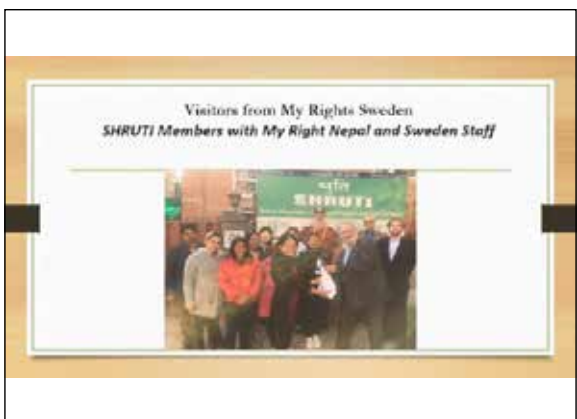 Visitors from My Rights Sweden
SHRUTI Members with My Right Nepal and Sweden Staff
श्रुति
SHRUTI